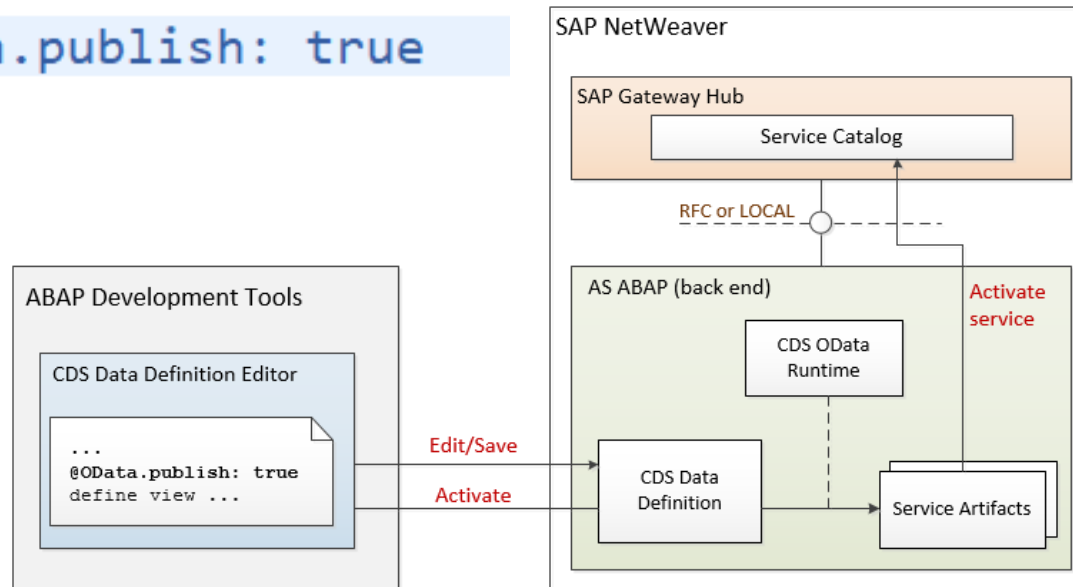 .publish: true
SAP NetWeaver
SAP Gateway Hub
Service Catalog
RFC or LOCAL
ABAP Development Tools
CDS Data Definition Editor
...
@OData.publish: true
define view ...
Edit/Save
Activate
AS ABAP (back end)
Activate
service
CDS OData
Runtime
CDS Data
Definition
Service Artifacts